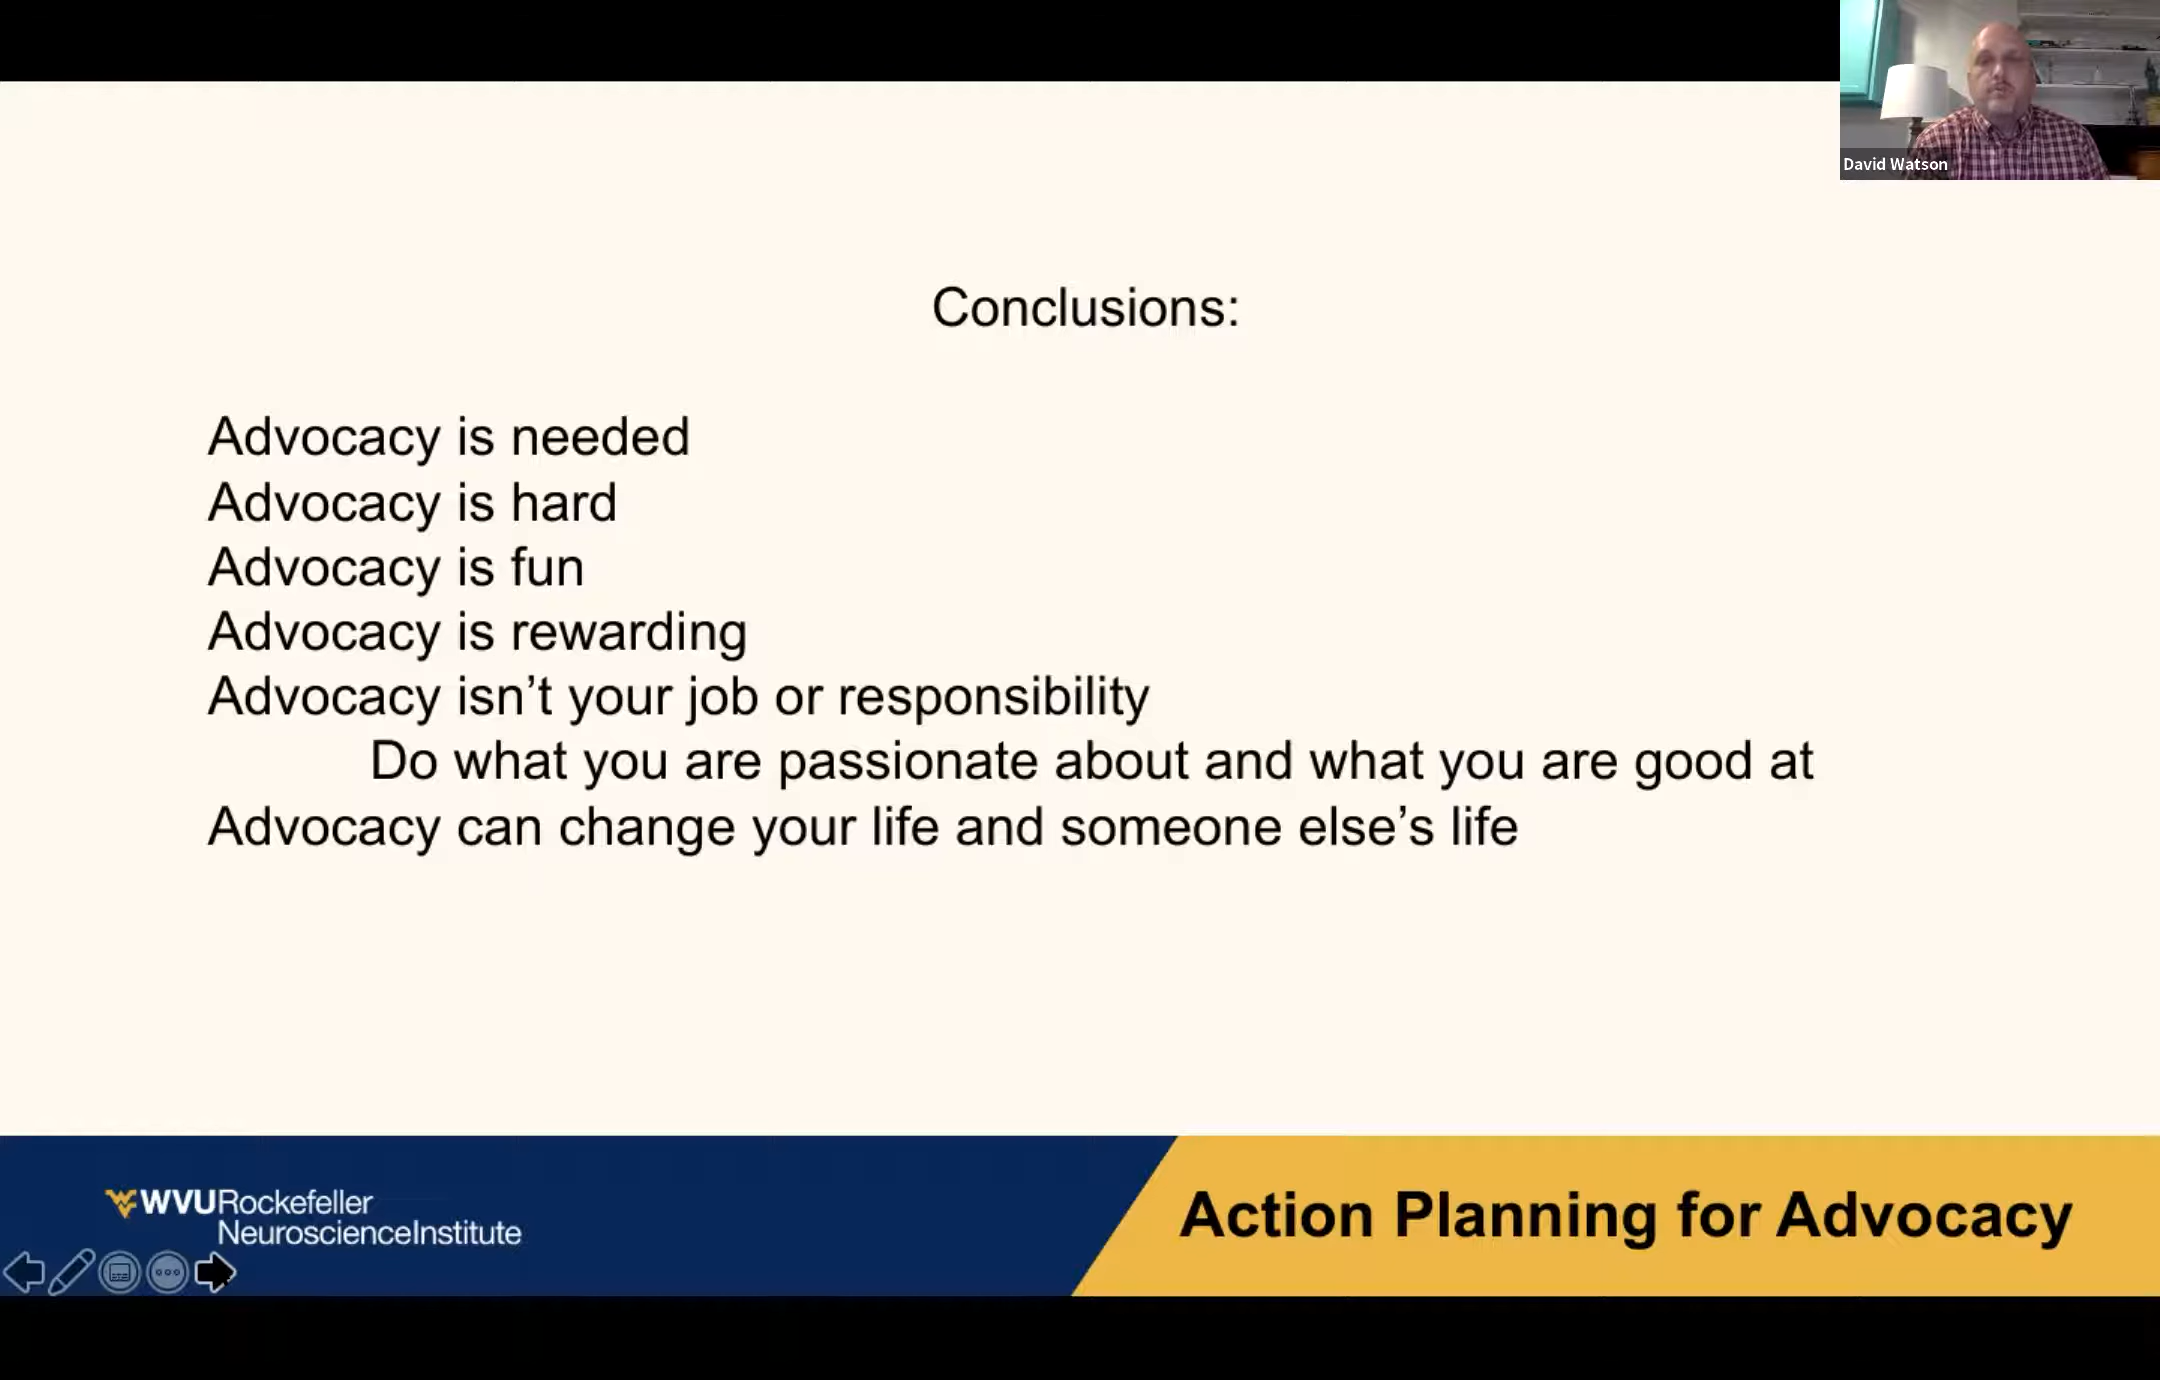 David Watson
Conclusions:
Advocacy is needed
Advocacy is hard
Advocacy is fun
Advocacy is rewarding
Advocacy isn’t your job or responsibility
Do what you are passionate about and what you are good at
Advocacy can change your life and someone else’s life
WVURockefeller
NeuroscienceInstitute
Action Planning for Advocacy